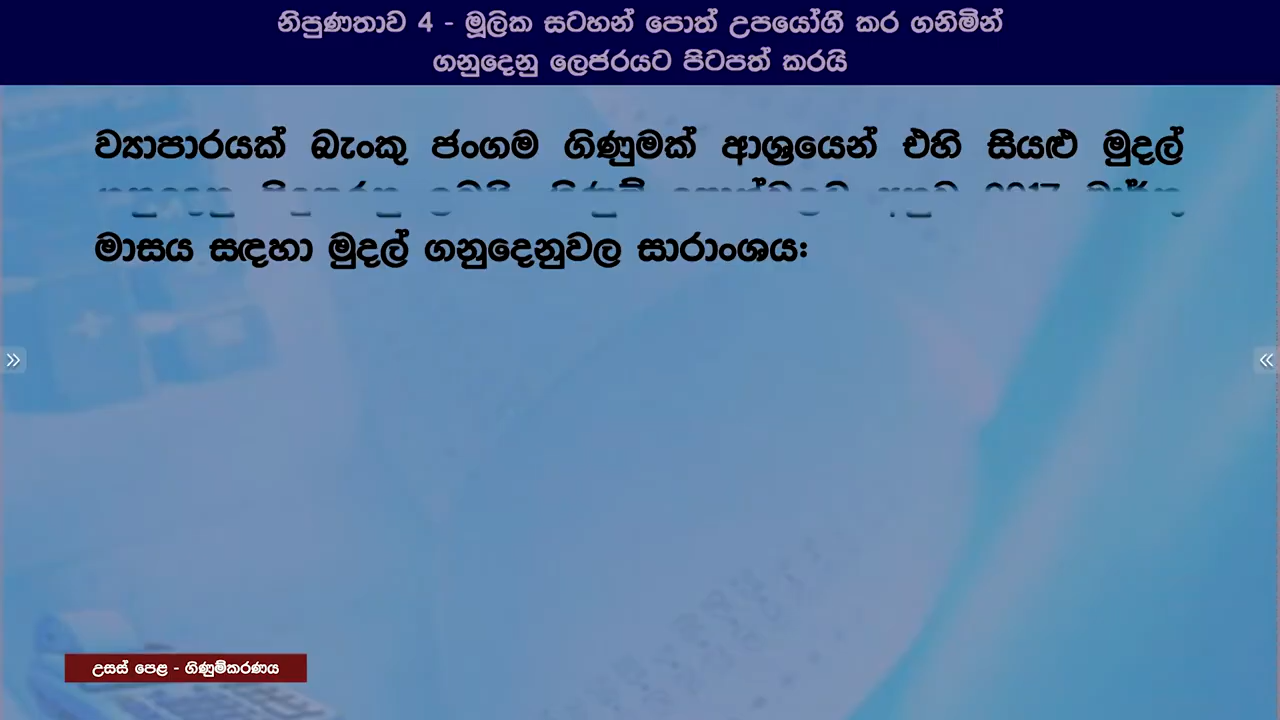 නිපුණතාව 4 - මූලික සටහන් පොත් උපයෝගී කර ගනිමින්
ගනුදෙනු ලෙජරයට පිටපත් කරයි
ව්‍යාපාරයක් බැංකු ජංගම ගිණුමක් ආශ්‍රයෙන් එහි සියළු මුදල්
මාසය සඳහා මුදල් ගනුදෙනුවල සාරාංශය:
උසස් පෙළ - ගිණුම්කරණය